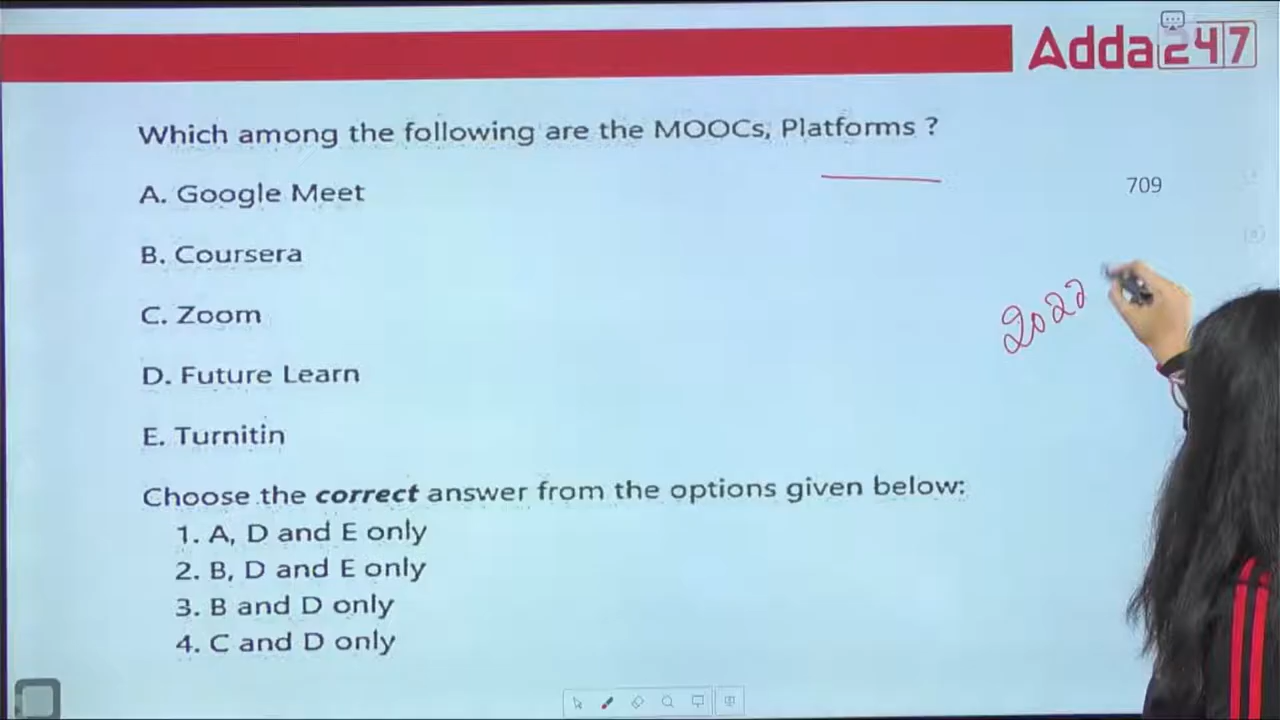 Adda247
Which among the following are the MOOCs, Platforms ?
709
A. Google Meet
B. Coursera
2022
C. Zoom
D. Future Learn
E. Turnitin
Choose the correct answer from the options given below:
1. A, D and E only
2. B, D and E only
3. B and D only
4. C and D only